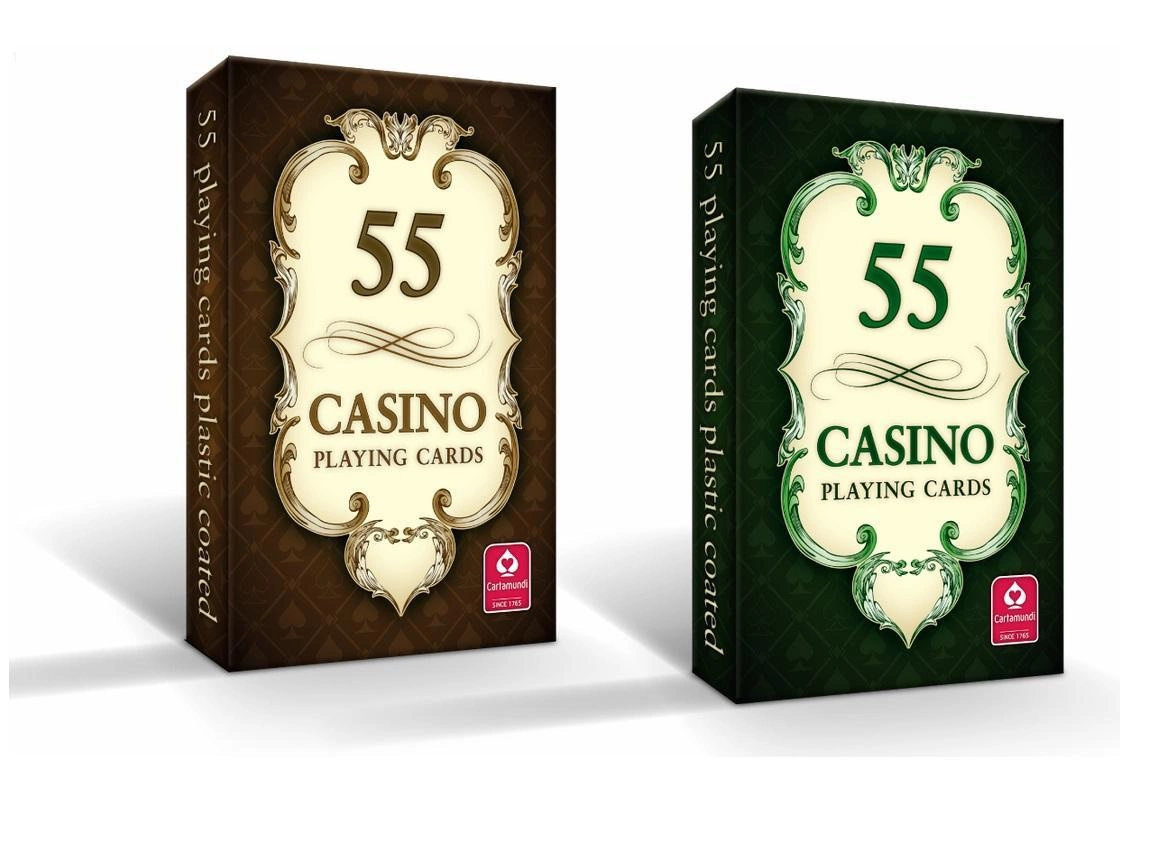 55 playing cards plastic coated
55
CASINO
PLAYING CARDS
Cartamundi
SINCE 1765
55 playing cards plastic coated
55
CASINO
PLAYING CARDS
Cartamundi
SINCE 1765